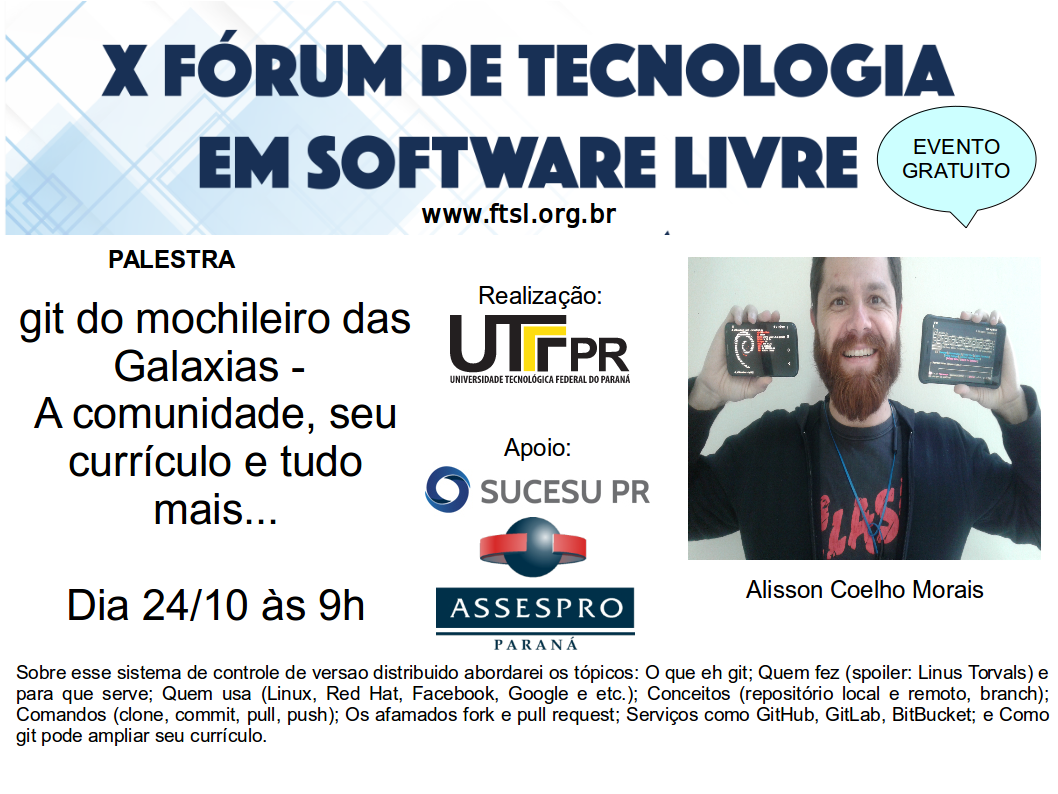 X FÓRUM DE TECNOLOGIA
EM SOFTWARE LIVRE
EVENTO
GRATUITO
www.ftsl.org.br
PALESTRA
git do mochileiro das
Galaxias -
A comunidade, seu
currículo e tudo
mais...
Dia 24/10 às 9h
Realização:
UTFPR
UNIVERSIDADE TECNOLÓGICA FEDERAL DO PARANÁ
Apoio:
SUCESU PR
ASSESPRO
PARANÁ
Alisson Coelho Morais
Sobre esse sistema de controle de versao distribuido abordarei os tópicos: O que eh git; Quem fez (spoiler: Linus Torvals) e
para que serve; Quem usa (Linux, Red Hat, Facebook, Google e etc.); Conceitos (repositório local e remoto, branch);
Comandos (clone, commit, pull, push); Os afamados fork e pull request; Serviços como GitHub, GitLab, BitBucket; e Como
git pode ampliar seu currículo.